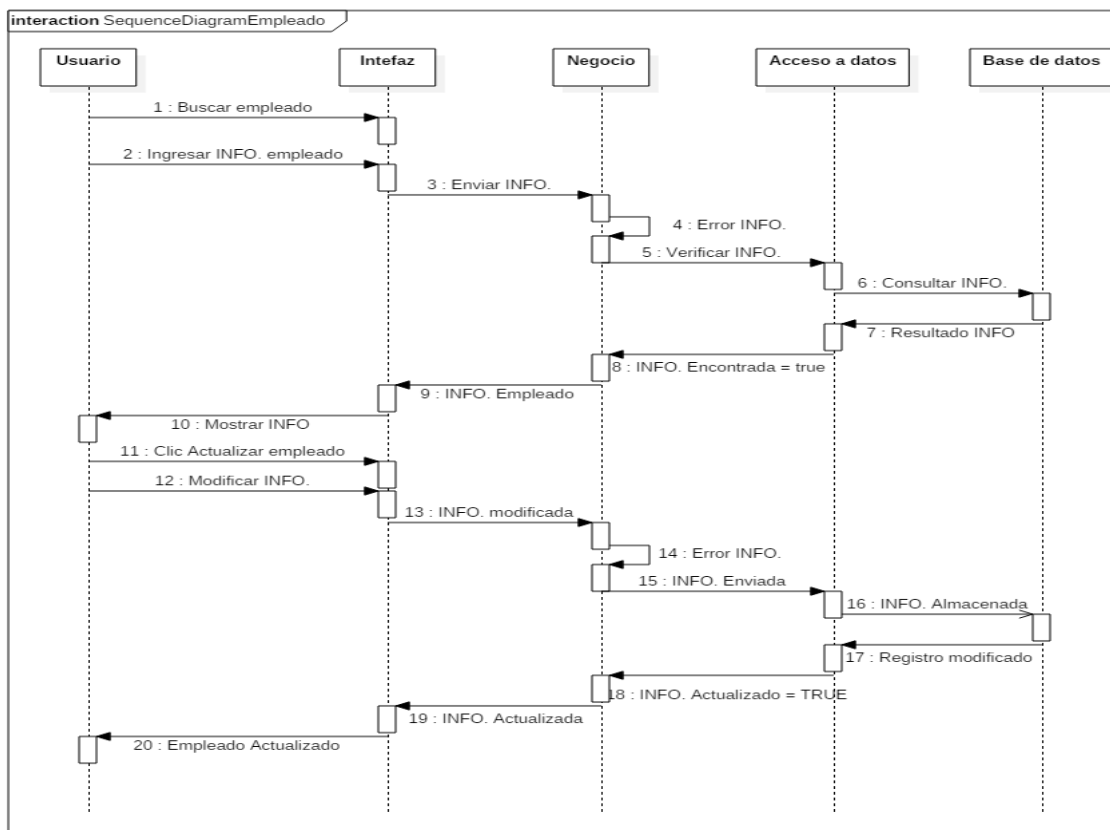 interaction SequenceDiagramEmpleado
Usuario
Intefaz
Negocio
Acceso a datos
Base de datos
1 : Buscar empleado
2 : Ingresar INFO. empleado
3 : Enviar INFO.
4 : Error INFO.
5 : Verificar INFO.
6 : Consultar INFO.
7 : Resultado INFO
8 : INFO. Encontrada = true
9 : INFO. Empleado
10 : Mostrar INFO
11 : Clic Actualizar empleado
12 : Modificar INFO.
13 : INFO. modificada
14 : Error INFO.
15 : INFO. Enviada
16 : INFO. Almacenada
17 : Registro modificado
18 : INFO. Actualizado = TRUE
19 : INFO. Actualizada
20 : Empleado Actualizado